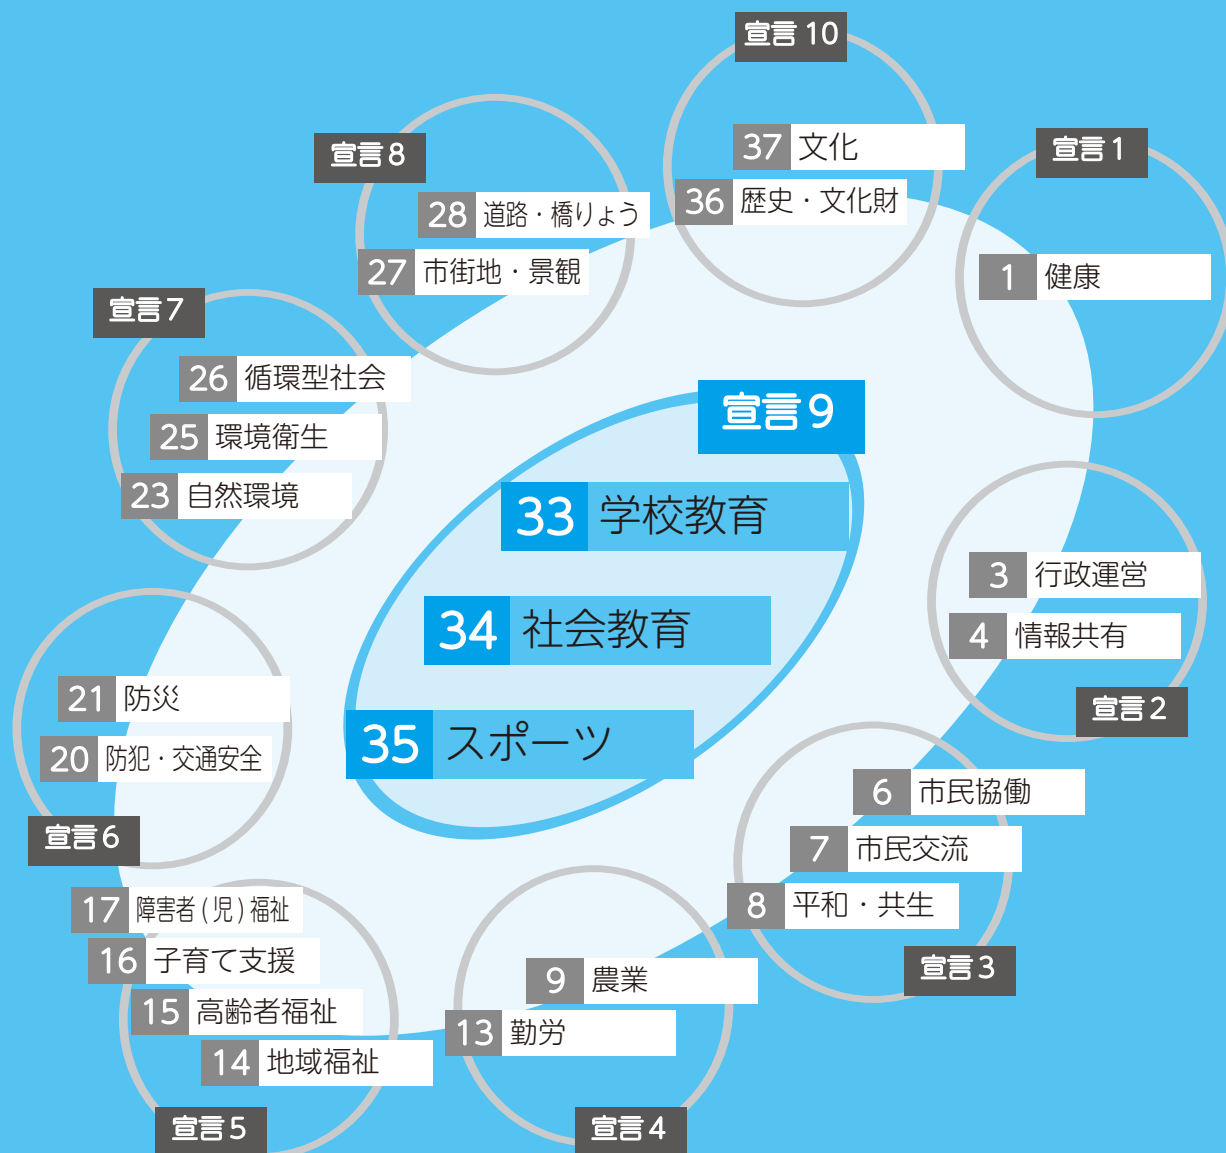 宣言 10
37 文化
36 歴史・文化財
宣言 1
1 健康
宣言 8
28 道路・橋りょう
27 市街地・景観
宣言 7
26 循環型社会
25 環境衛生
23 自然環境
宣言 9
33 学校教育
34 社会教育
35 スポーツ
3 行政運営
4 情報共有
宣言 2
21 防災
20 防犯・交通安全
宣言 6
6 市民協働
7 市民交流
8 平和・共生
宣言 3
17 障害者(児)福祉
16 子育て支援
15 高齢者福祉
14 地域福祉
宣言 5
9 農業
13 勤労
宣言 4